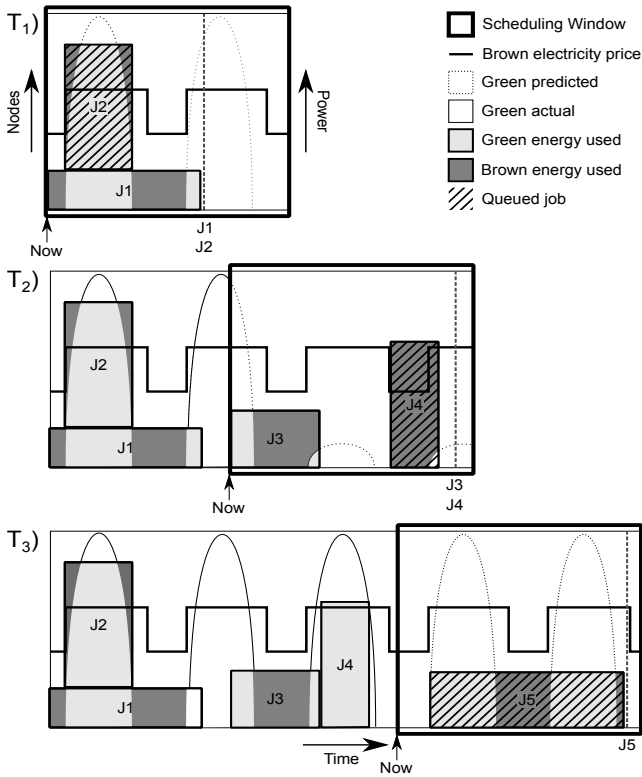 T₁)
Nodes
J2
J1
Power
Now
J1
J2
Scheduling Window
Brown electricity price
Green predicted
Green actual
Green energy used
Brown energy used
Queued job
T₂)
J2
J1
J3
J4
Now
J3
J4
T₃)
J2
J1
J3
J4
J5
Time
Now
J5